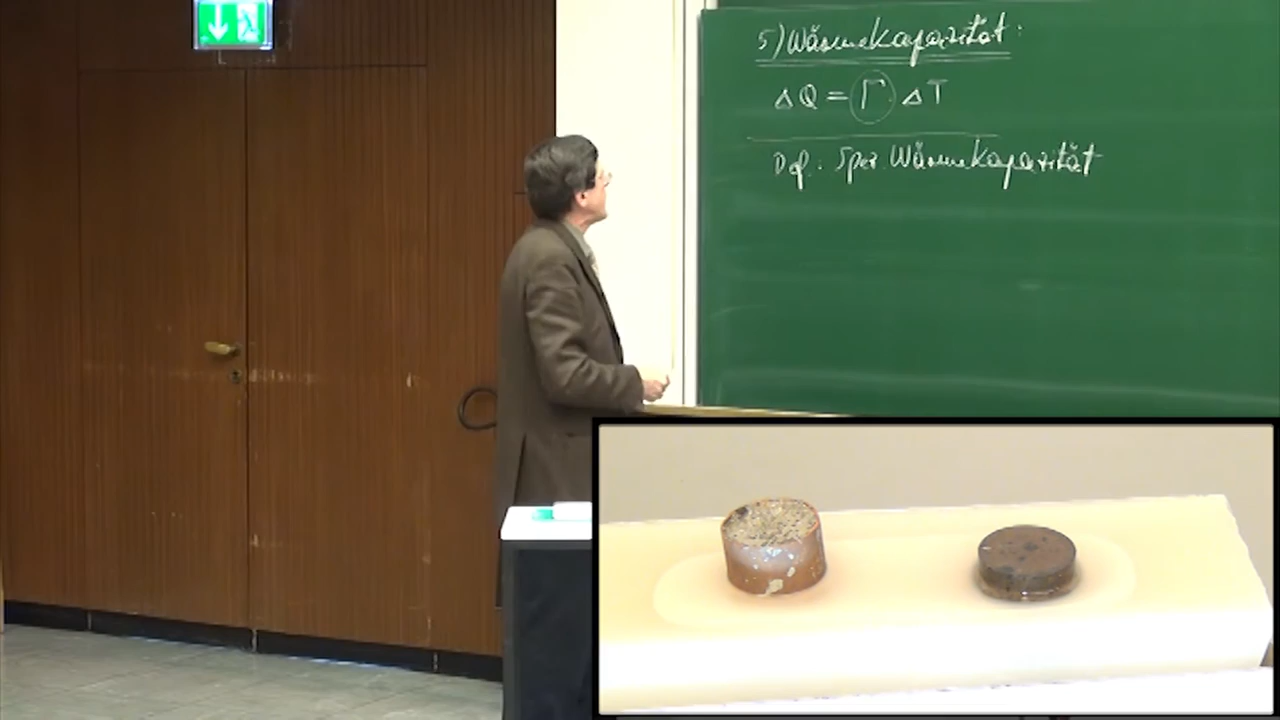 5) Wärmekapazität:
ΔQ = Γ ΔT
Def.: Spez. Wärmekapazität